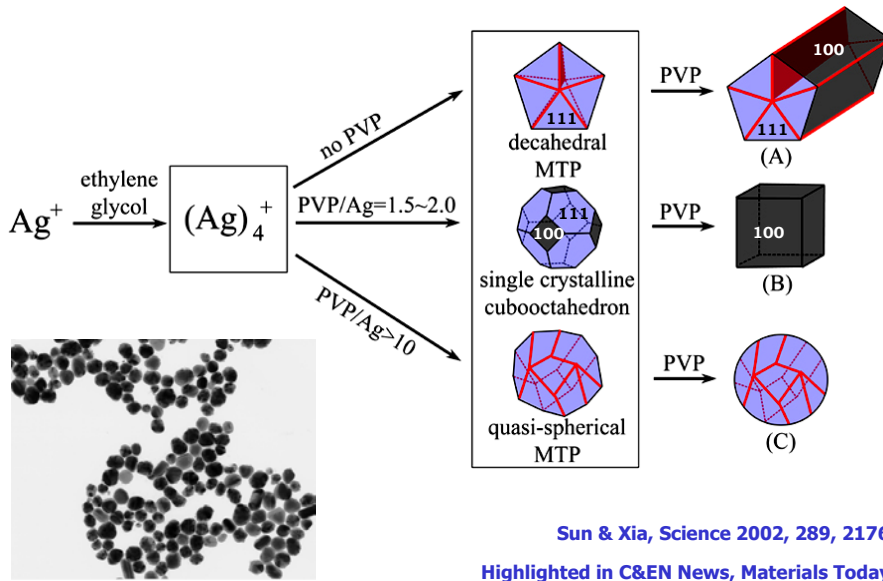 no PVP
111
decahedral
MTP
PVP
100
111
(A)
Ag+
ethylene
glycol
(Ag)4+
PVP/Ag=1.5~2.0
111
100
single crystalline
cubooctahedron
PVP
100
(B)
PVP/Ag>10
quasi-spherical
MTP
PVP
(C)
Sun & Xia, Science 2002, 289, 2176
Highlighted in C&EN News, Materials Today